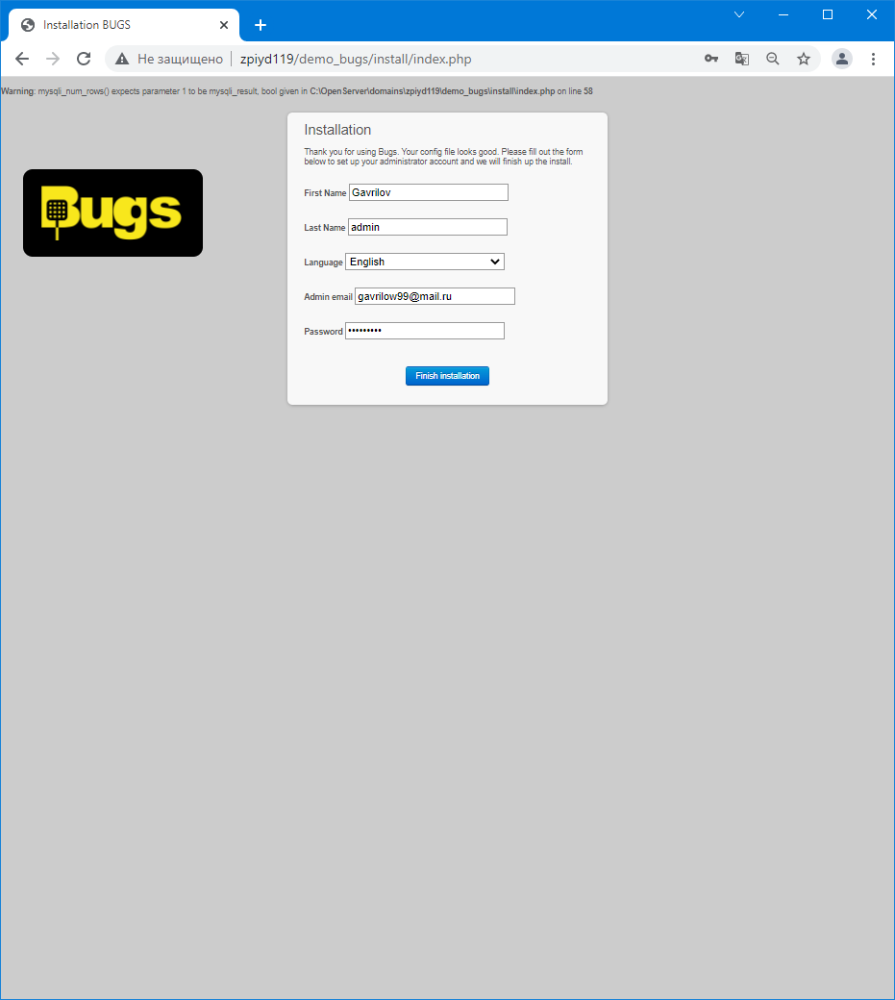 Installation BUGS
Не защищено | zpiyd119/demo_bugs/install/index.php
Warning: mysqli_num_rows() expects parameter 1 to be mysqli_result, bool given in C:\OpenServer\domains\zpiyd119\demo_bugs\install\index.php on line 58
Installation
Thank you for using Bugs. Your config file looks good. Please fill out the form
below to set up your administrator account and we will finish up the install.
Bugs
First Name Gavrilov
Last Name admin
Language English
Admin email gavrilow99@mail.ru
Password •••••••••
Finish installation